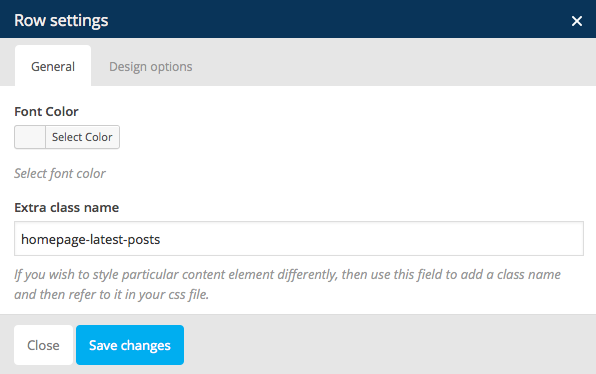 Row settings
General Design options
Font Color
Select Color
Select font color
Extra class name
homepage-latest-posts
If you wish to style particular content element differently, then use this field to add a class name
and then refer to it in your css file.
Close Save changes